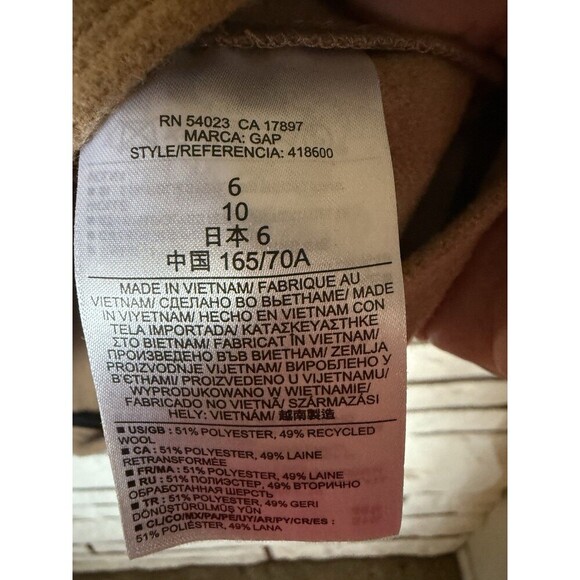 RN 54023 CA 17897
MARCA: GAP
STYLE/REFERENCIA: 418600
6
10
日本 6
中国 165/70A
MADE IN VIETNAM/ FABRIQUE AU
VIETNAM/ СДЕЛАНО ВО ВЬЕТНАМЕ/ MADE
IN VIYETNAM/ HECHO EN VIETNAM CON
TELA IMPORTADA/ ΚΑΤΑΣΚΕΥΑΣΤΗΚΕ
ΣΤΟ ΒΙΕΤΝΑΜ/ FABRICAT ÎN VIETNAM/
ПРОИЗВЕДЕНО ВЪВ ВИЕТНАМ/ ZEMLJA
PROIZVODNJE VIJETNAM/ ВИРОБЛЕНО У
В'ЄТНАМІ/ PROIZVEDENO U VIJETNAMU/
WYPRODUKOWANO W WIETNAMIE/
FABRICADO NO VIETNÃ/ SZÁRMAZÁSI
HELY: VIETNÁM/ 越南製造
■ US/GB : 51% POLYESTER, 49% RECYCLED
WOOL
■ CA : 51% POLYESTER, 49% LAINE
RETRANSFORMÉE
■ FR/MA : 51% POLYESTER, 49% LAINE
■ RU : 51% ПОЛИЭСТЕР, 49% ВТОРИЧНО
ОБРАБОТАННАЯ ШЕРСТЬ
■ TR : 51% POLYESTER, 49% GERİ
DÖNÜŞTÜRÜLMÜŞ YÜN
■ CL/CO/MX/PA/PE/UY/AR/PY/CR/ES :
51% POLIÉSTER, 49% LANA